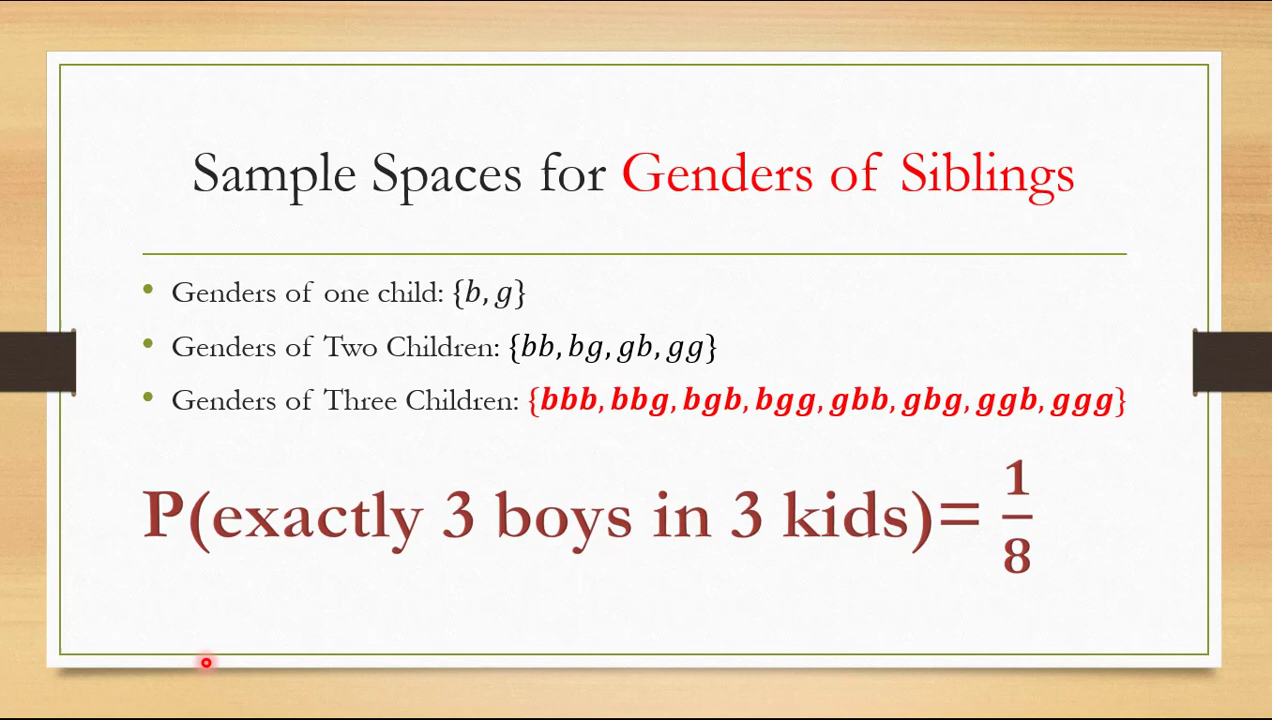 Sample Spaces for Genders of Siblings
• Genders of one child: {b, g}
• Genders of Two Children: {bb, bg, gb, gg}
• Genders of Three Children: {bbb, bbg, bgb, bgg, gbb, gbg, ggb, ggg}
P(exactly 3 boys in 3 kids)= 1/8